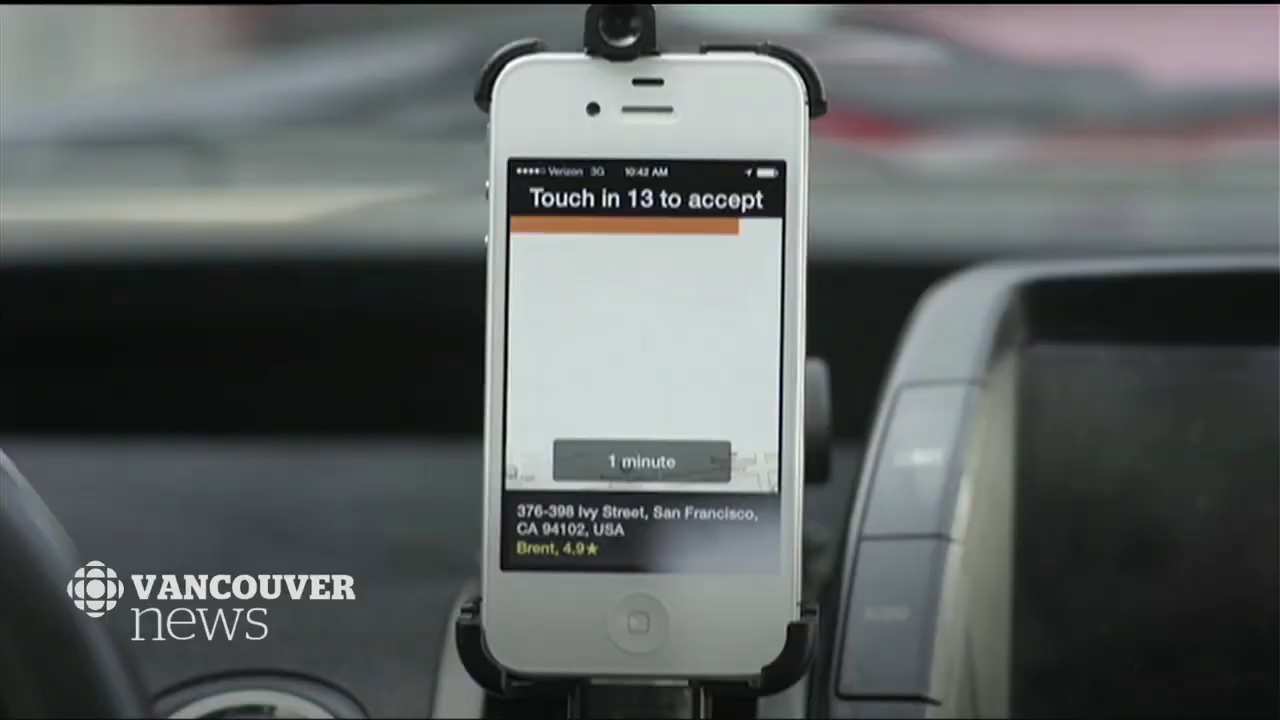 Verizon 3G 10:42 AM
Touch in 13 to accept
1 minute
376-398 Ivy Street, San Francisco,
CA 94102, USA
Brent, 4.9★
VANCOUVER
news